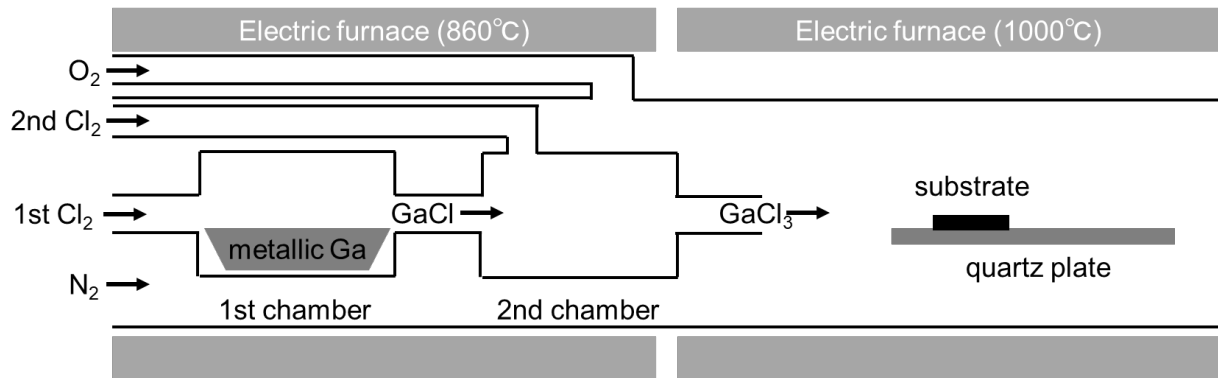 Electric furnace (860℃)
Electric furnace (1000℃)
O₂
2nd Cl₂
1st Cl₂
GaCl
GaCl₃
substrate
metallic Ga
quartz plate
N₂
1st chamber
2nd chamber